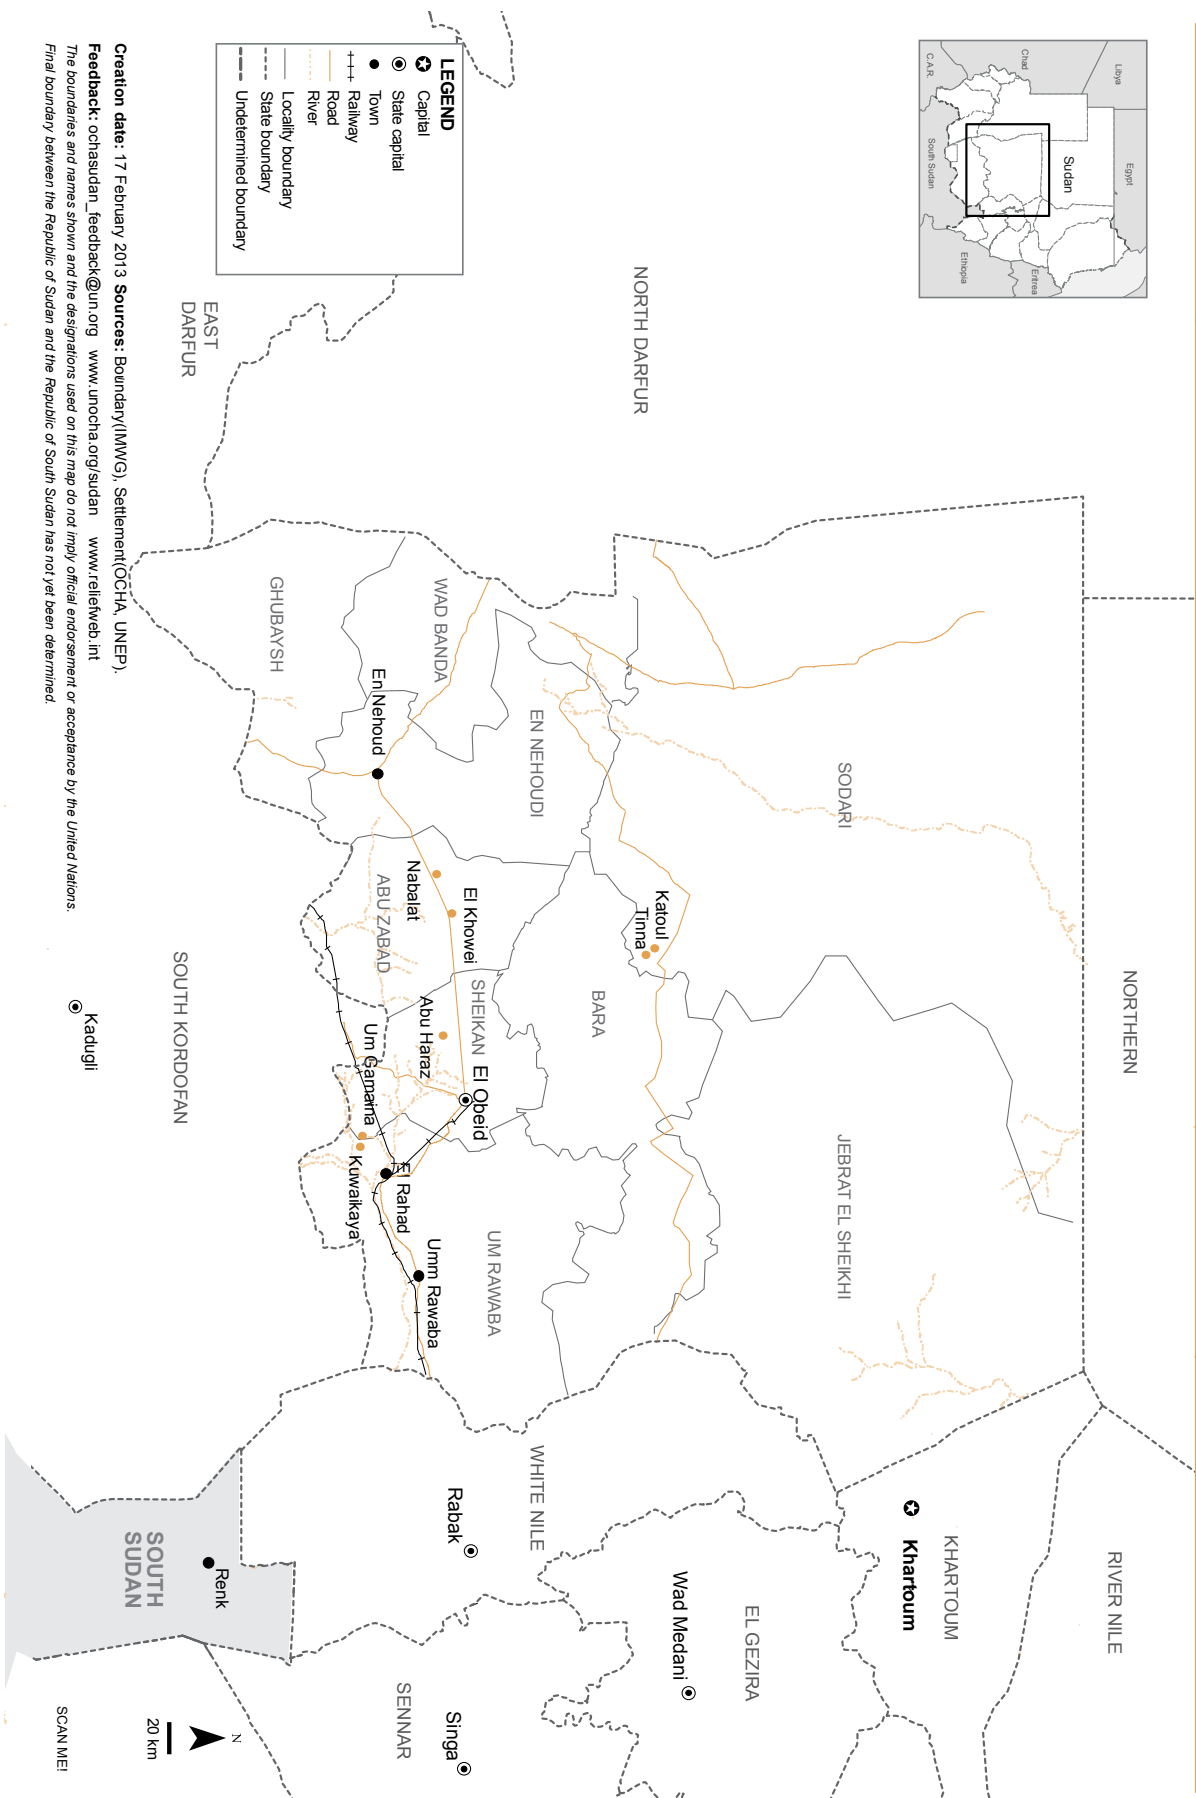 Libya
Egypt
Chad
Sudan
C.A.R.
South Sudan
Ethiopia
Eritrea
NORTHERN
RIVER NILE
NORTH DARFUR
SODARI
JEBRAT EL SHEIKHI
KHARTOUM
Khartoum
Katoul
Tinna
BARA
EL GEZIRA
Wad Medani
EN NEHOUDI
WHITE NILE
WAD BANDA
El Khowei
SHEIKAN
El Obeid
UM RAWABA
Rabak
Singa
Nabalat
Abu Haraz
Umm Rawaba
En Nehoud
ABU ZABAD
Um Gamaina
El Rahad
Kuwaikaya
SENNAR
GHUBAYSH
EAST
DARFUR
SOUTH KORDOFAN
Kadugli
Renk
SOUTH
SUDAN
LEGEND
Capital
State capital
Town
Railway
Road
River
Locality boundary
State boundary
Undetermined boundary
N
20 km
SCAN ME!
Creation date: 17 February 2013 Sources: Boundary(IMWG), Settlement(OCHA, UNEP).
Feedback: ochasudan_feedback@un.org www.unocha.org/sudan www.reliefweb.int
The boundaries and names shown and the designations used on this map do not imply official endorsement or acceptance by the United Nations.
Final boundary between the Republic of Sudan and the Republic of South Sudan has not yet been determined.